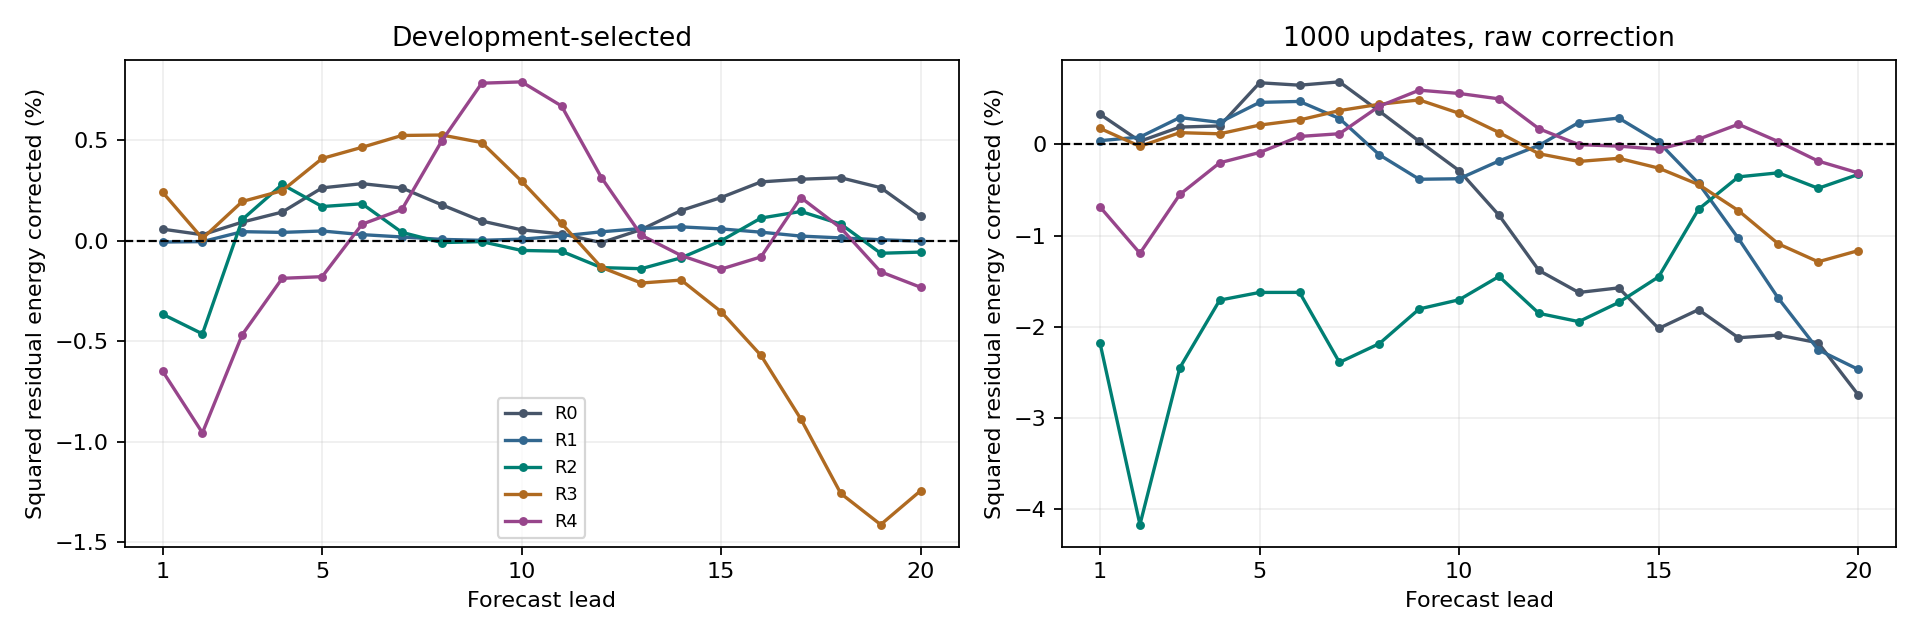 Development-selected
Squared residual energy corrected (%)
0.5
0.0
−0.5
−1.0
−1.5
R0
R1
R2
R3
R4
1 5 10 15 20
Forecast lead
1000 updates, raw correction
Squared residual energy corrected (%)
0
−1
−2
−3
−4
1 5 10 15 20
Forecast lead